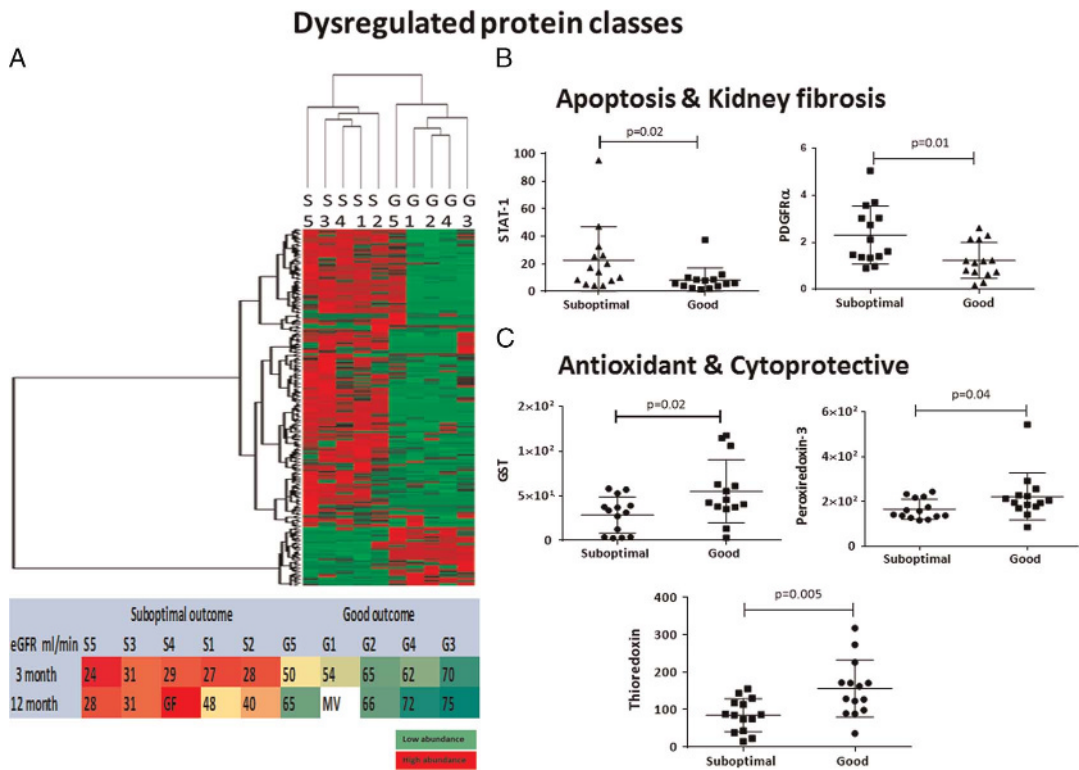 Dysregulated protein classes
A
S S S S S G G G G G
5 3 4 1 2 5 1 2 4 3
Suboptimal outcome Good outcome
eGFR ml/min S5 S3 S4 S1 S2 G5 G1 G2 G4 G3
3 month 24 31 29 27 28 50 54 65 62 70
12 month 28 31 GF 48 40 65 MV 66 72 75
Low abundance
High abundance
B
Apoptosis & Kidney fibrosis
p=0.02
STAT-1
100
80
60
40
20
0
Suboptimal Good
p=0.01
PDGFRα
6
4
2
0
Suboptimal Good
C
Antioxidant & Cytoprotective
p=0.02
GST
2×10²
1×10²
5×10¹
0
Suboptimal Good
p=0.04
Peroxiredoxin-3
6×10²
4×10²
2×10²
0
Suboptimal Good
p=0.005
Thioredoxin
400
300
200
100
0
Suboptimal Good